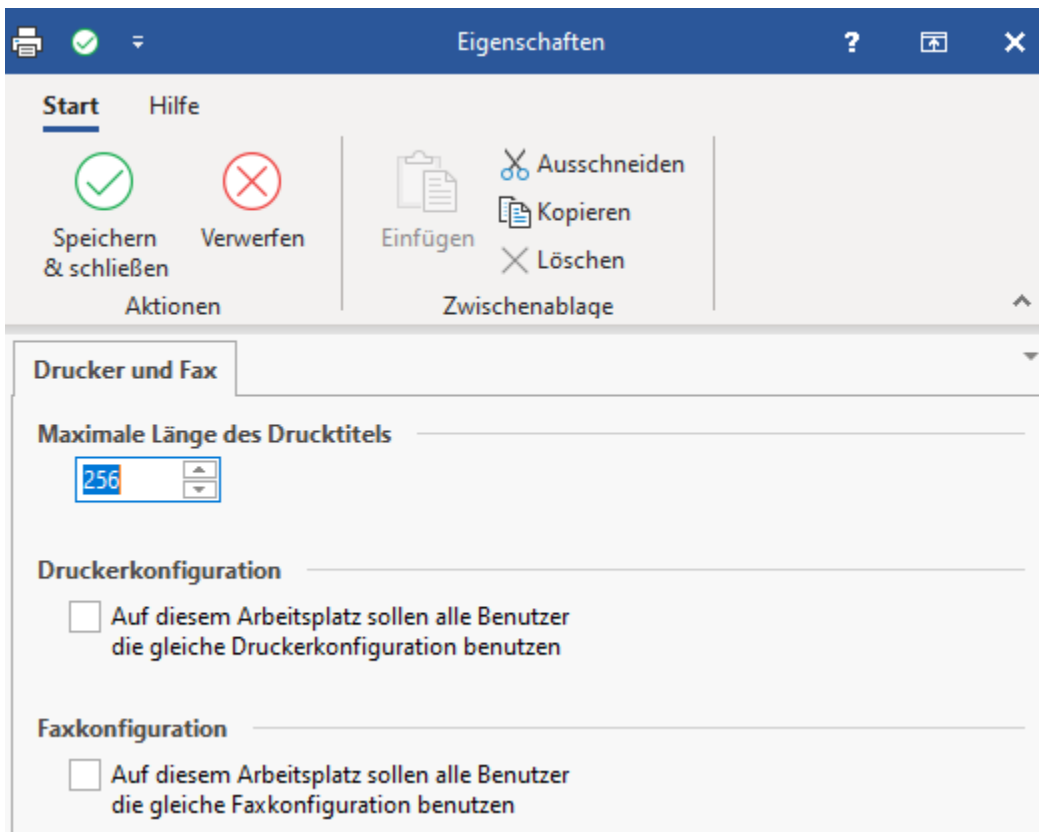 Eigenschaften
?
Start Hilfe
Speichern
& schließen
Verwerfen
Einfügen
Ausschneiden
Kopieren
Löschen
Aktionen
Zwischenablage
Drucker und Fax
Maximale Länge des Drucktitels
256
Druckerkonfiguration
Auf diesem Arbeitsplatz sollen alle Benutzer
die gleiche Druckerkonfiguration benutzen
Faxkonfiguration
Auf diesem Arbeitsplatz sollen alle Benutzer
die gleiche Faxkonfiguration benutzen